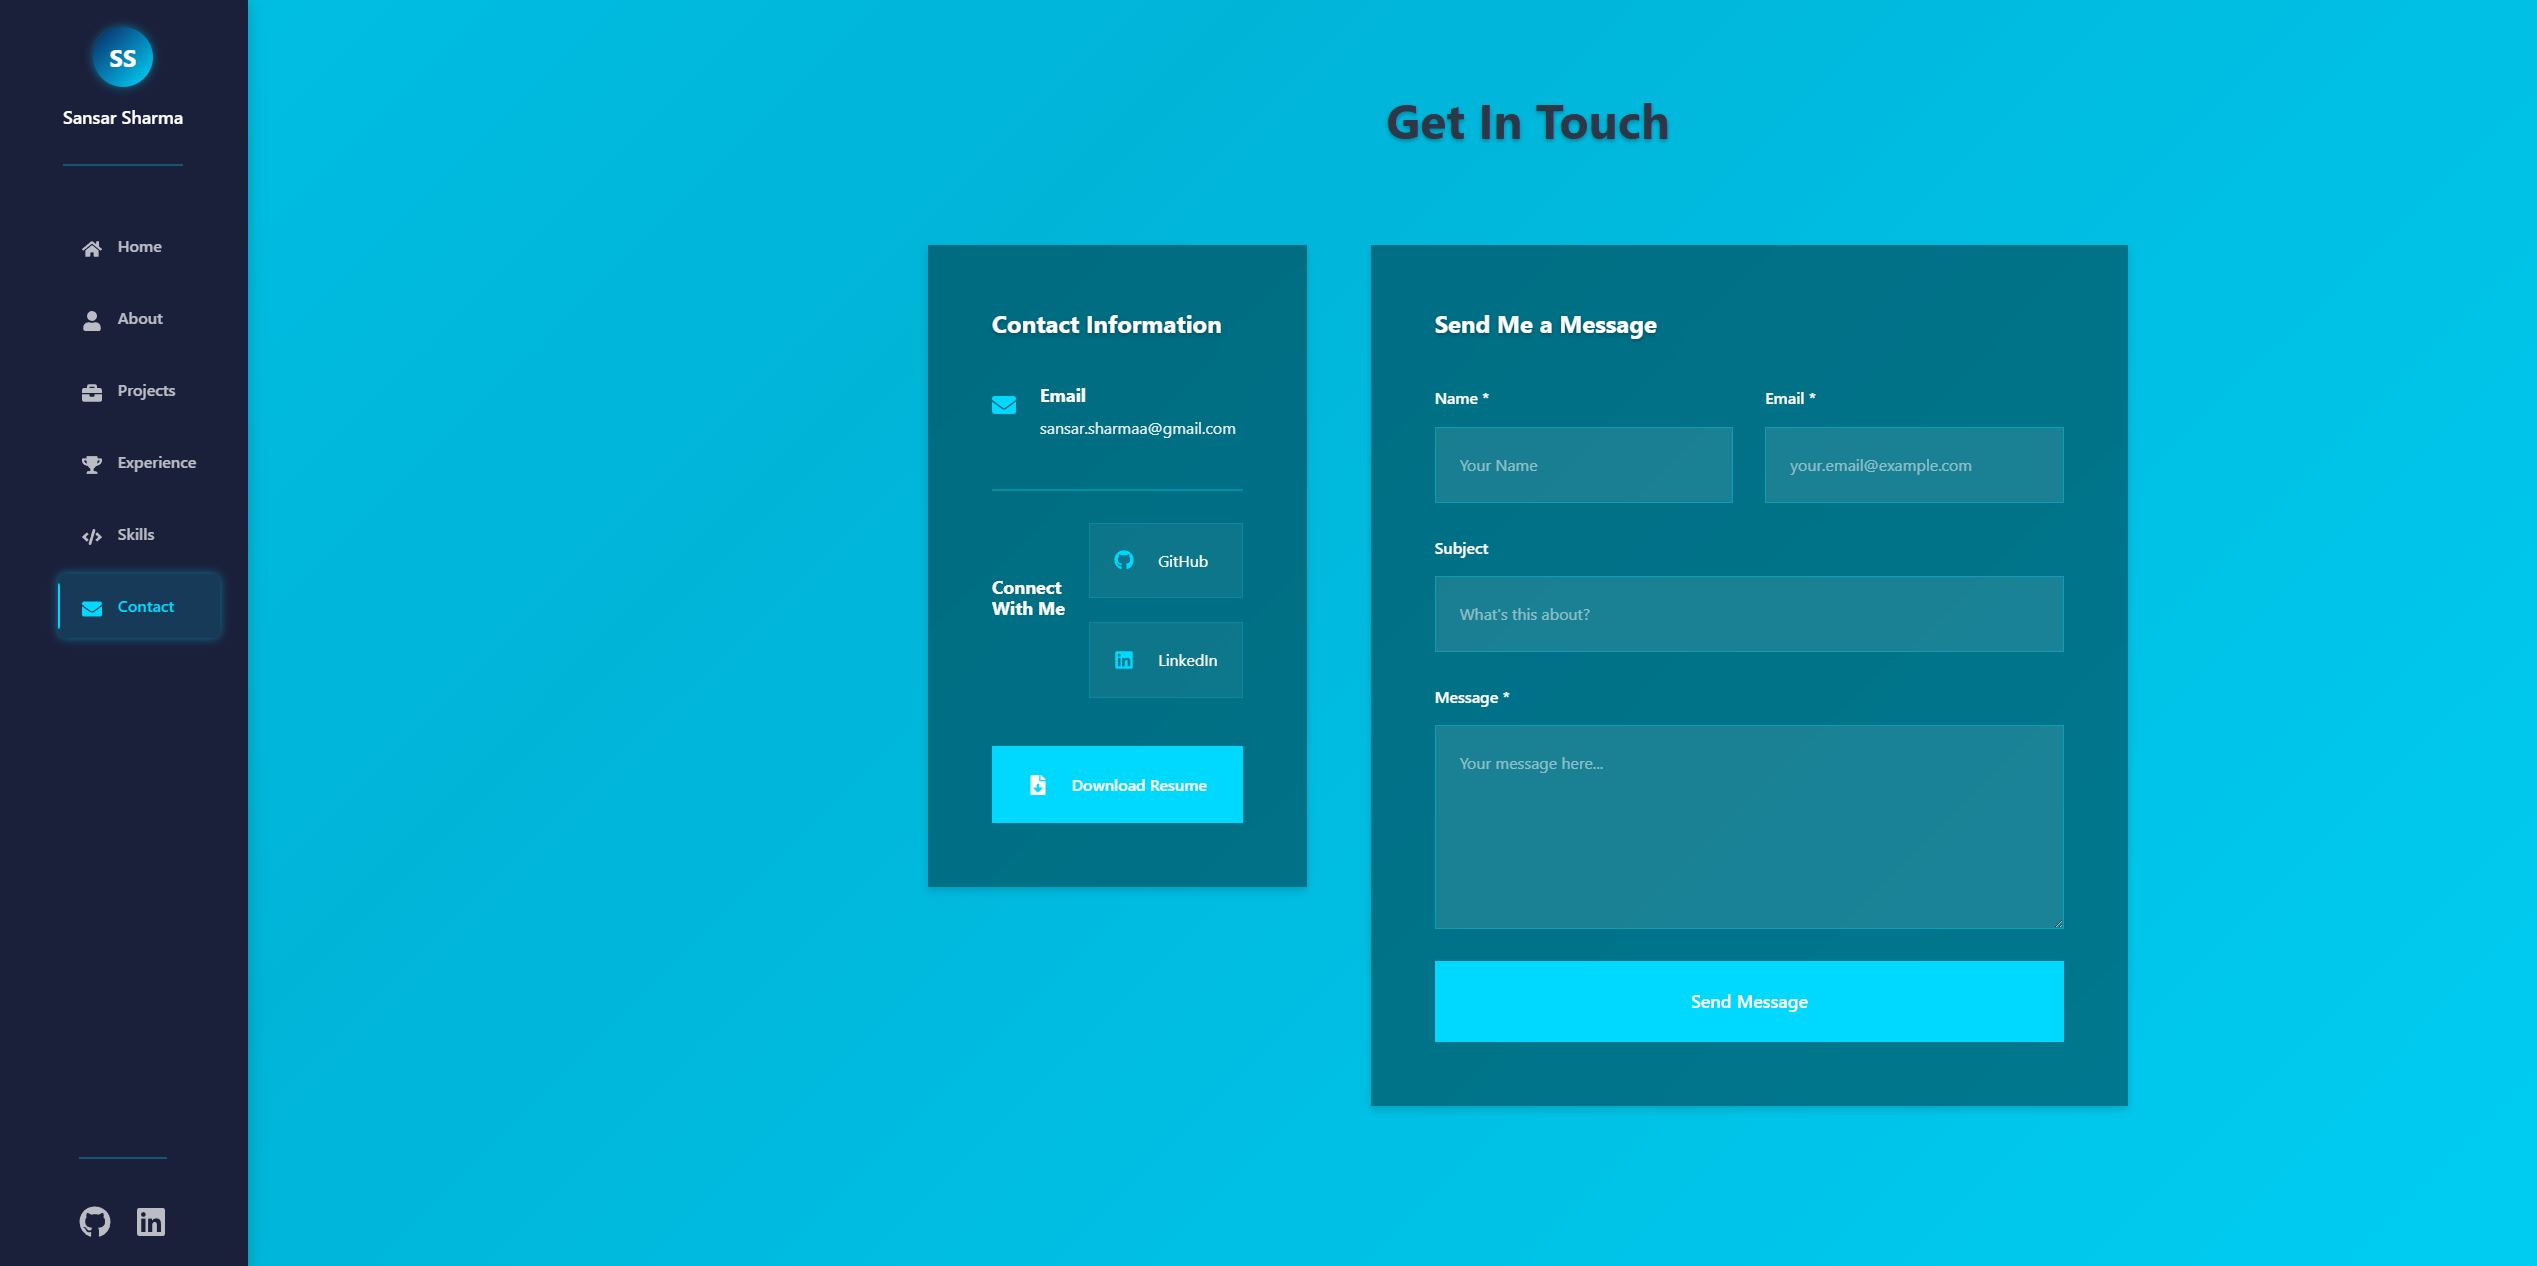 SS
Sansar Sharma
Home
About
Projects
Experience
Skills
Contact
Get In Touch
Contact Information
Email
sansar.sharmaa@gmail.com
Connect
With Me
GitHub
LinkedIn
Download Resume
Send Me a Message
Name *
Email *
Your Name
your.email@example.com
Subject
What's this about?
Message *
Your message here...
Send Message